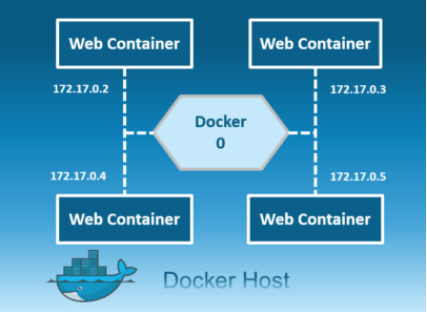 Web Container
Web Container
172.17.0.2
172.17.0.3
Docker
0
172.17.0.4
172.17.0.5
Web Container
Web Container
Docker Host